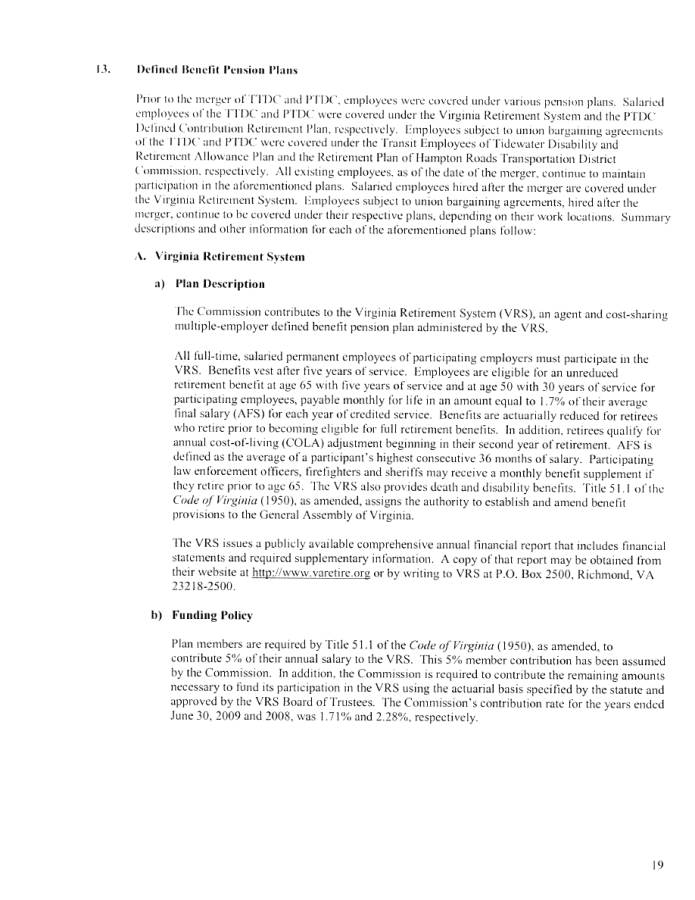 13. Defined Benefit Pension Plans
Prior to the merger of TTDC and PTDC, employees were covered under various pension plans. Salaried
employees of the TTDC and PTDC were covered under the Virginia Retirement System and the PTDC
Defined Contribution Retirement Plan, respectively. Employees subject to union bargaining agreements
of the TTDC and PTDC were covered under the Transit Employees of Tidewater Disability and
Retirement Allowance Plan and the Retirement Plan of Hampton Roads Transportation District
Commission, respectively. All existing employees, as of the date of the merger, continue to maintain
participation in the aforementioned plans. Salaried employees hired after the merger are covered under
the Virginia Retirement System. Employees subject to union bargaining agreements, hired after the
merger, continue to be covered under their respective plans, depending on their work locations. Summary
descriptions and other information for each of the aforementioned plans follow:
A. Virginia Retirement System
a) Plan Description
The Commission contributes to the Virginia Retirement System (VRS), an agent and cost-sharing
multiple-employer defined benefit pension plan administered by the VRS.
All full-time, salaried permanent employees of participating employers must participate in the
VRS. Benefits vest after five years of service. Employees are eligible for an unreduced
retirement benefit at age 65 with five years of service and at age 50 with 30 years of service for
participating employees, payable monthly for life in an amount equal to 1.7% of their average
final salary (AFS) for each year of credited service. Benefits are actuarially reduced for retirees
who retire prior to becoming eligible for full retirement benefits. In addition, retirees qualify for
annual cost-of-living (COLA) adjustment beginning in their second year of retirement. AFS is
defined as the average of a participant's highest consecutive 36 months of salary. Participating
law enforcement officers, firefighters and sheriffs may receive a monthly benefit supplement if
they retire prior to age 65. The VRS also provides death and disability benefits. Title 51.1 of the
Code of Virginia (1950), as amended, assigns the authority to establish and amend benefit
provisions to the General Assembly of Virginia.
The VRS issues a publicly available comprehensive annual financial report that includes financial
statements and required supplementary information. A copy of that report may be obtained from
their website at http://www.varetire.org or by writing to VRS at P.O. Box 2500, Richmond, VA
23218-2500.
b) Funding Policy
Plan members are required by Title 51.1 of the Code of Virginia (1950), as amended, to
contribute 5% of their annual salary to the VRS. This 5% member contribution has been assumed
by the Commission. In addition, the Commission is required to contribute the remaining amounts
necessary to fund its participation in the VRS using the actuarial basis specified by the statute and
approved by the VRS Board of Trustees. The Commission's contribution rate for the years ended
June 30, 2009 and 2008, was 1.71% and 2.28%, respectively.
19